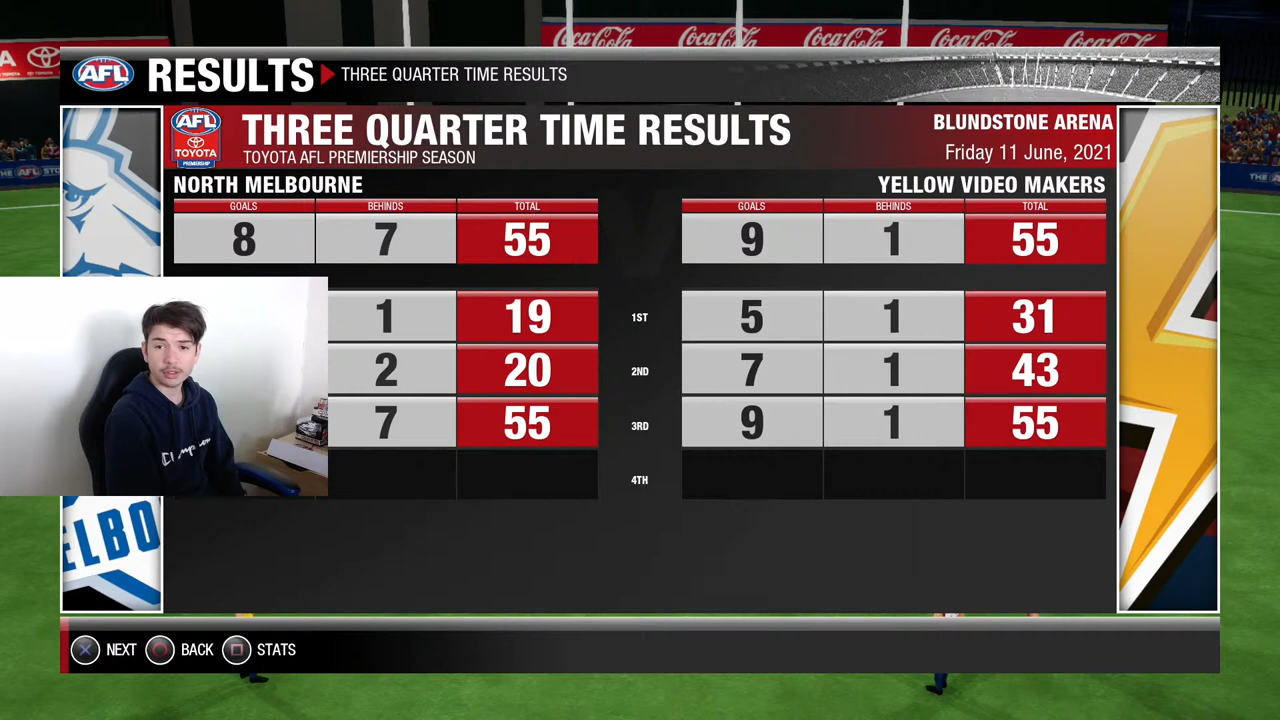 Coca-Cola Coca-Cola Coca-Cola Coca-Cola Coca-Cola
TOYOTA
AFL RESULTS THREE QUARTER TIME RESULTS
AFL TOYOTA PREMIERSHIP
THREE QUARTER TIME RESULTS
TOYOTA AFL PREMIERSHIP SEASON
BLUNDSTONE ARENA
Friday 11 June, 2021
NORTH MELBOURNE YELLOW VIDEO MAKERS
GOALS BEHINDS TOTAL GOALS BEHINDS TOTAL
8 7 55 9 1 55
1 19 1ST 5 1 31
2 20 2ND 7 1 43
7 55 3RD 9 1 55
4TH
Champion
ELBO
NEXT BACK STATS